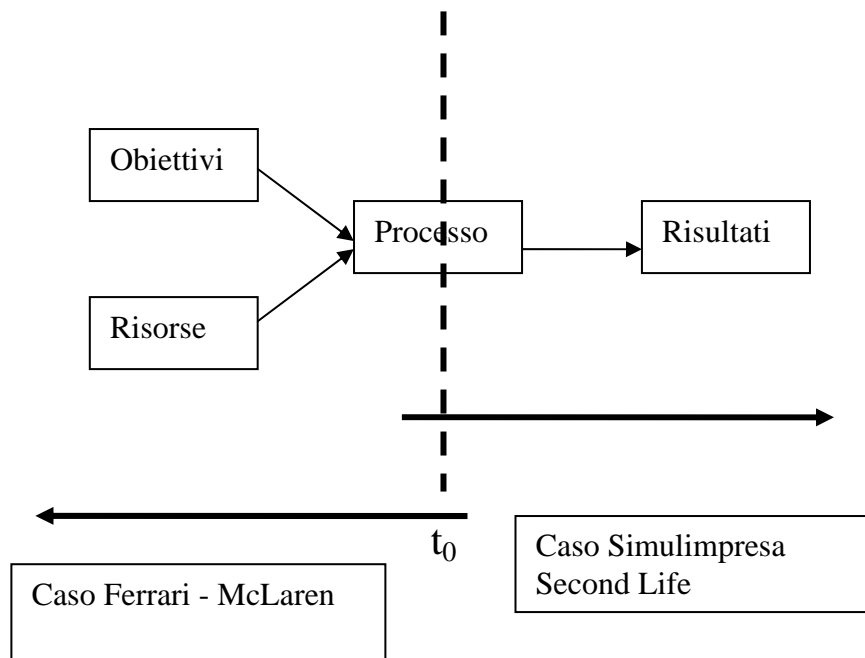 Obiettivi
Processo
Risultati
Risorse
t₀
Caso Simulimpresa
Second Life
Caso Ferrari - McLaren